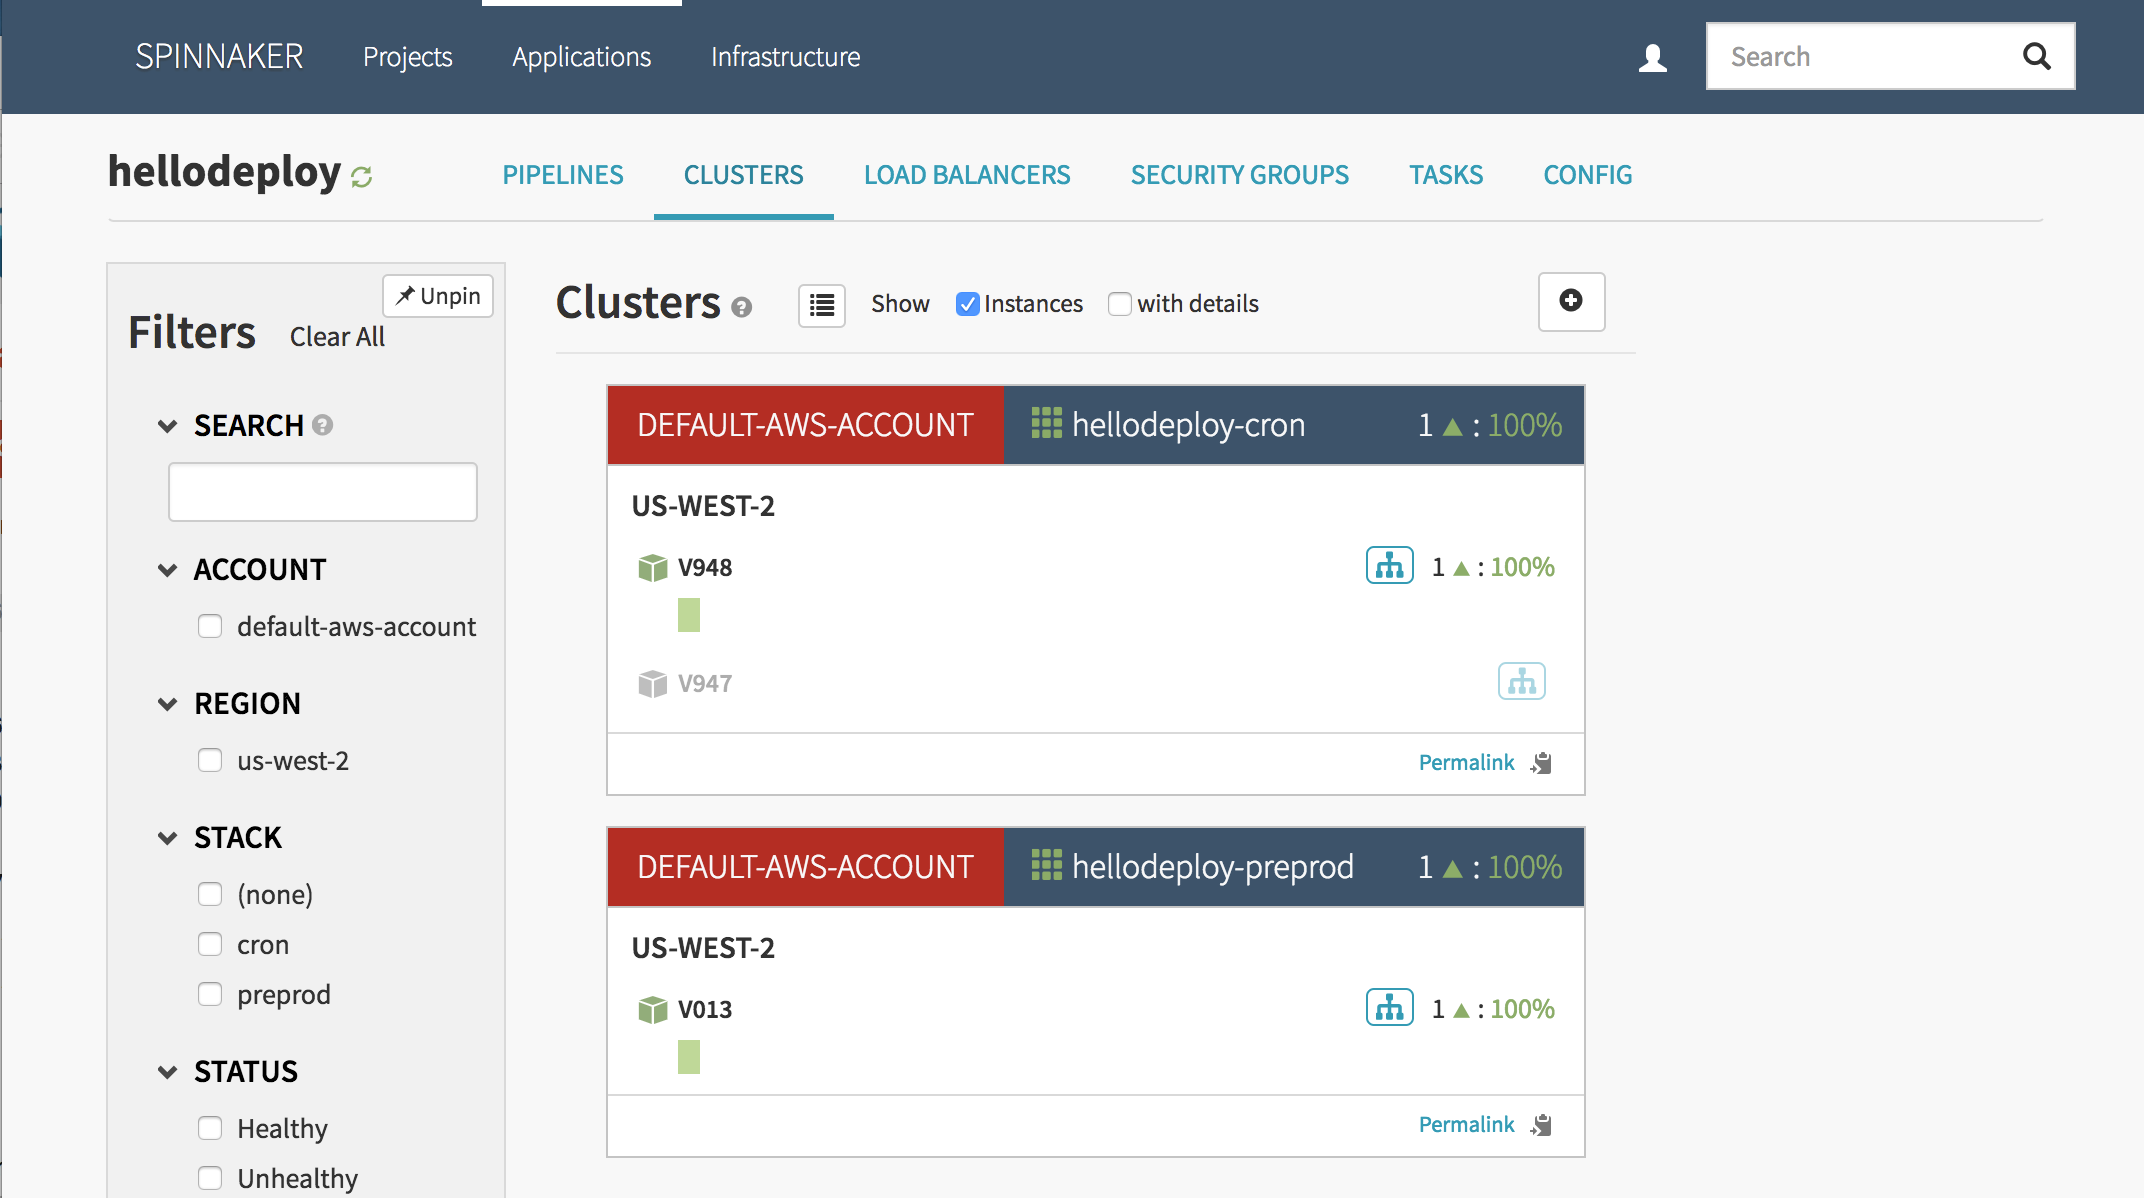 SPINNAKER Projects Applications Infrastructure Search
hellodeploy PIPELINES CLUSTERS LOAD BALANCERS SECURITY GROUPS TASKS CONFIG
Unpin
Filters Clear All
SEARCH ?
ACCOUNT
default-aws-account
REGION
us-west-2
STACK
(none)
cron
preprod
STATUS
Healthy
Unhealthy
Clusters ? Show Instances with details
DEFAULT-AWS-ACCOUNT hellodeploy-cron 1 ▲ : 100%
US-WEST-2
V948 1 ▲ : 100%
V947
Permalink
DEFAULT-AWS-ACCOUNT hellodeploy-preprod 1 ▲ : 100%
US-WEST-2
V013 1 ▲ : 100%
Permalink